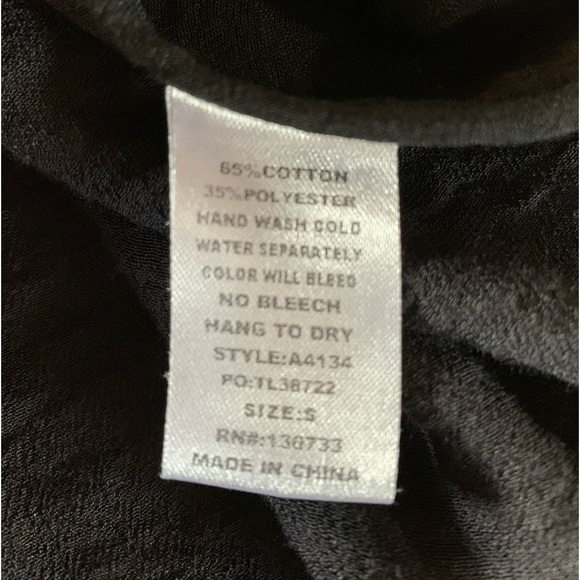 65%COTTON
35%POLYESTER
HAND WASH COLD
WATER SEPARATELY
COLOR WILL BLEED
NO BLEECH
HANG TO DRY
STYLE:A4134
PO:TL38722
SIZE:S
RN#:130733
MADE IN CHINA